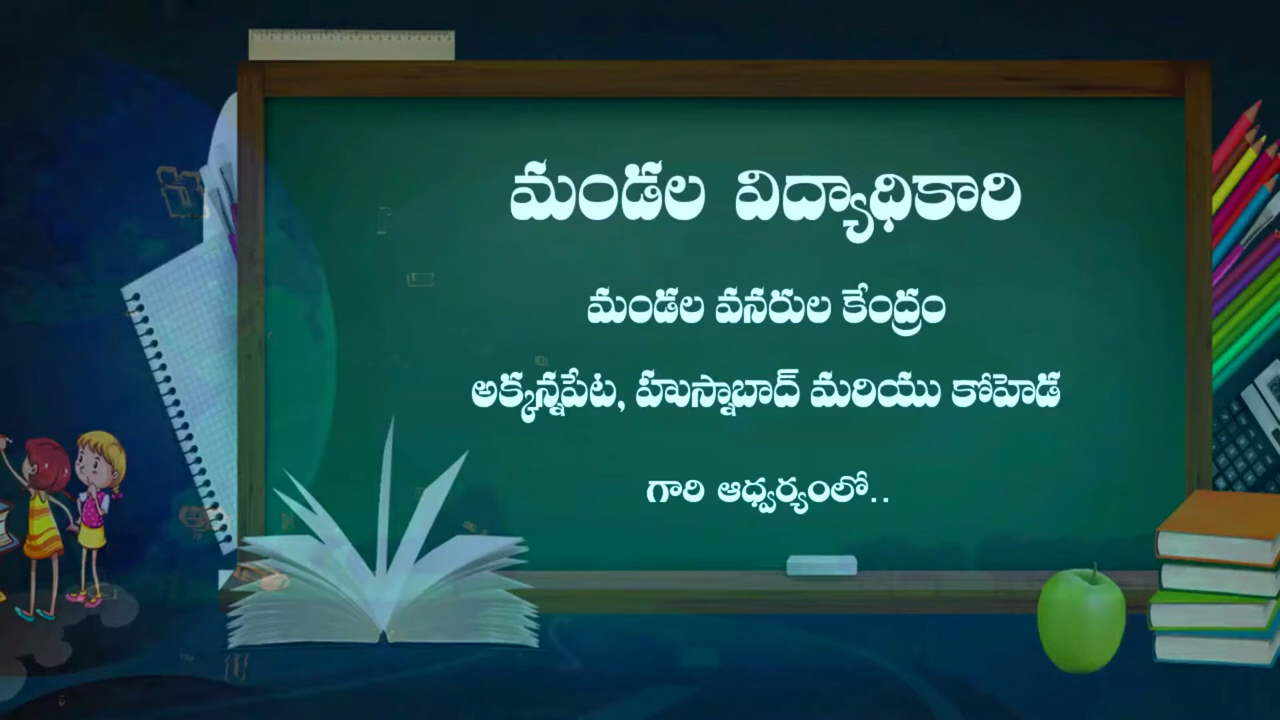 మండల విద్యాధికారి
మండల వనరుల కేంద్రం
అక్కన్నపేట, హుస్నాబాద్ మరియు కోహెడ
గారి ఆధ్వర్యంలో..